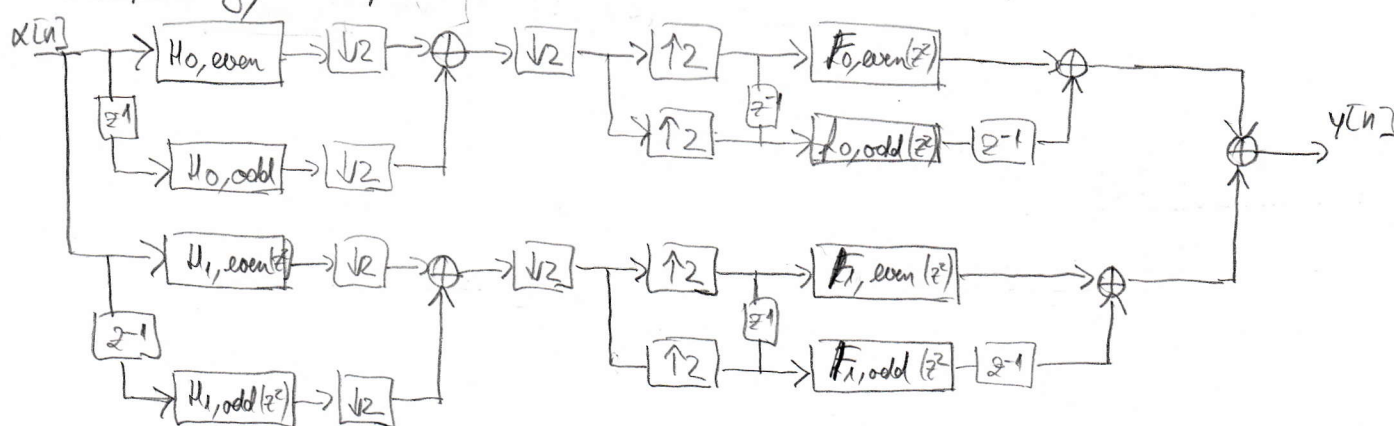 x[n]
H0,even
↓2
↓2
↑2
F0,even(z²)
z-1
z-1
y[n]
↑2
F0,odd(z²)
z-1
H0,odd
↓2
H1,even(z²)
↓2
↓2
↑2
F1,even(z²)
z-1
z-1
↑2
F1,odd(z²
z-1
H1,odd(z²)
↓2